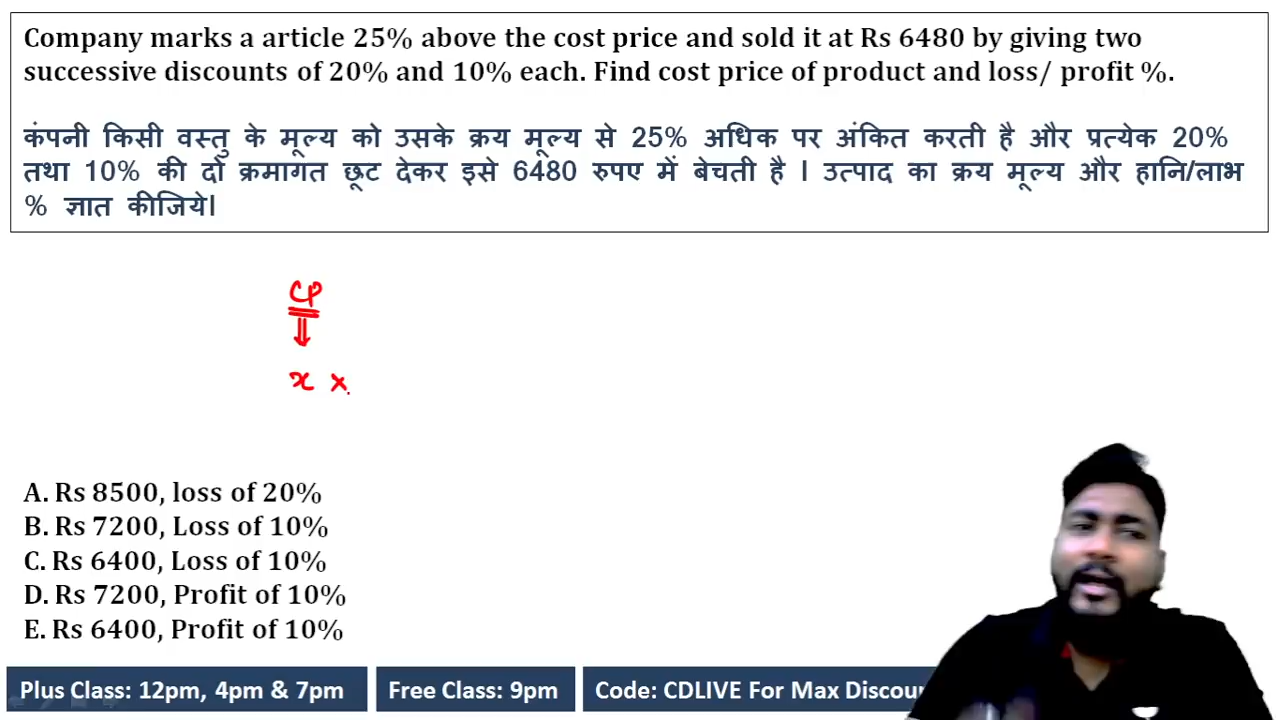 Company marks a article 25% above the cost price and sold it at Rs 6480 by giving two
successive discounts of 20% and 10% each. Find cost price of product and loss/ profit %.
कंपनी किसी वस्तु के मूल्य को उसके क्रय मूल्य से 25% अधिक पर अंकित करती है और प्रत्येक 20%
तथा 10% की दो क्रमागत छूट देकर इसे 6480 रुपए में बेचती है । उत्पाद का क्रय मूल्य और हानि/लाभ
% ज्ञात कीजिये।
CP
x ×
A. Rs 8500, loss of 20%
B. Rs 7200, Loss of 10%
C. Rs 6400, Loss of 10%
D. Rs 7200, Profit of 10%
E. Rs 6400, Profit of 10%
Plus Class: 12pm, 4pm & 7pm
Free Class: 9pm
Code: CDLIVE For Max